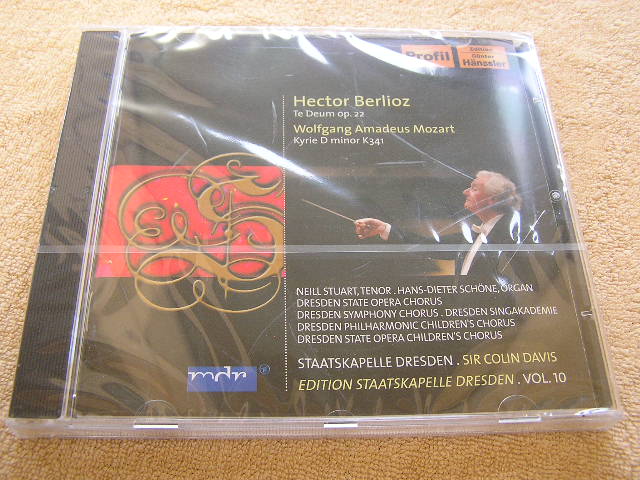 Profil
Edition
Günter
Hänssler
Hector Berlioz
Te Deum op. 22
Wolfgang Amadeus Mozart
Kyrie D minor K341
NEILL STUART, TENOR . HANS-DIETER SCHÖNE, ORGAN
DRESDEN STATE OPERA CHORUS
DRESDEN SYMPHONY CHORUS . DRESDEN SINGAKADEMIE
DRESDEN PHILHARMONIC CHILDREN'S CHORUS
DRESDEN STATE OPERA CHILDREN'S CHORUS
STAATSKAPELLE DRESDEN . SIR COLIN DAVIS
EDITION STAATSKAPELLE DRESDEN . VOL. 10
mdr